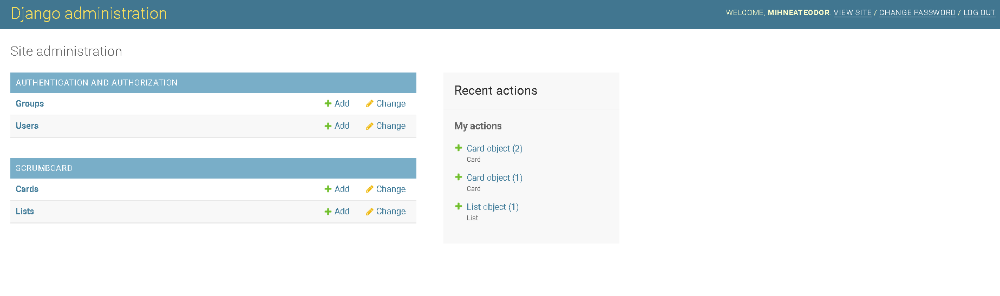 Django administration
WELCOME, MIHNEATEODOR. VIEW SITE / CHANGE PASSWORD / LOG OUT
Site administration
AUTHENTICATION AND AUTHORIZATION
Groups Add Change
Users Add Change
SCRUMBOARD
Cards Add Change
Lists Add Change
Recent actions
My actions
Card object (2)
Card
Card object (1)
Card
List object (1)
List